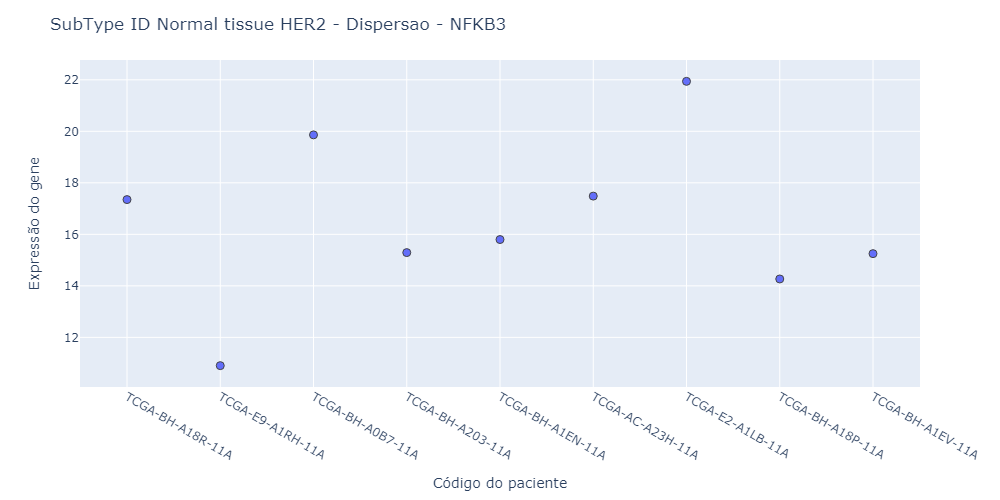 SubType ID Normal tissue HER2 - Dispersao - NFKB3
22
20
18
16
14
12
Expressão do gene
TCGA-BH-A18R-11A
TCGA-E9-A1RH-11A
TCGA-BH-A0B7-11A
TCGA-BH-A203-11A
TCGA-BH-A1EN-11A
TCGA-AC-A23H-11A
TCGA-E2-A1LB-11A
TCGA-BH-A18P-11A
TCGA-BH-A1EV-11A
Código do paciente